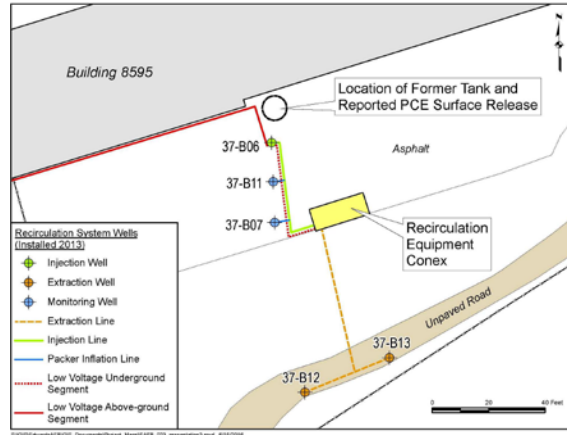 Building 8595
Location of Former Tank and
Reported PCE Surface Release
N
37-B06
Asphalt
37-B11
37-B07
Recirculation
Equipment
Conex
Recirculation System Wells
(Installed 2013)
Injection Well
Extraction Well
Monitoring Well
Extraction Line
Injection Line
Packer Inflation Line
Low Voltage Underground
Segment
Low Voltage Above-ground
Segment
Unpaved Road
37-B13
37-B12
0
20
40 Feet